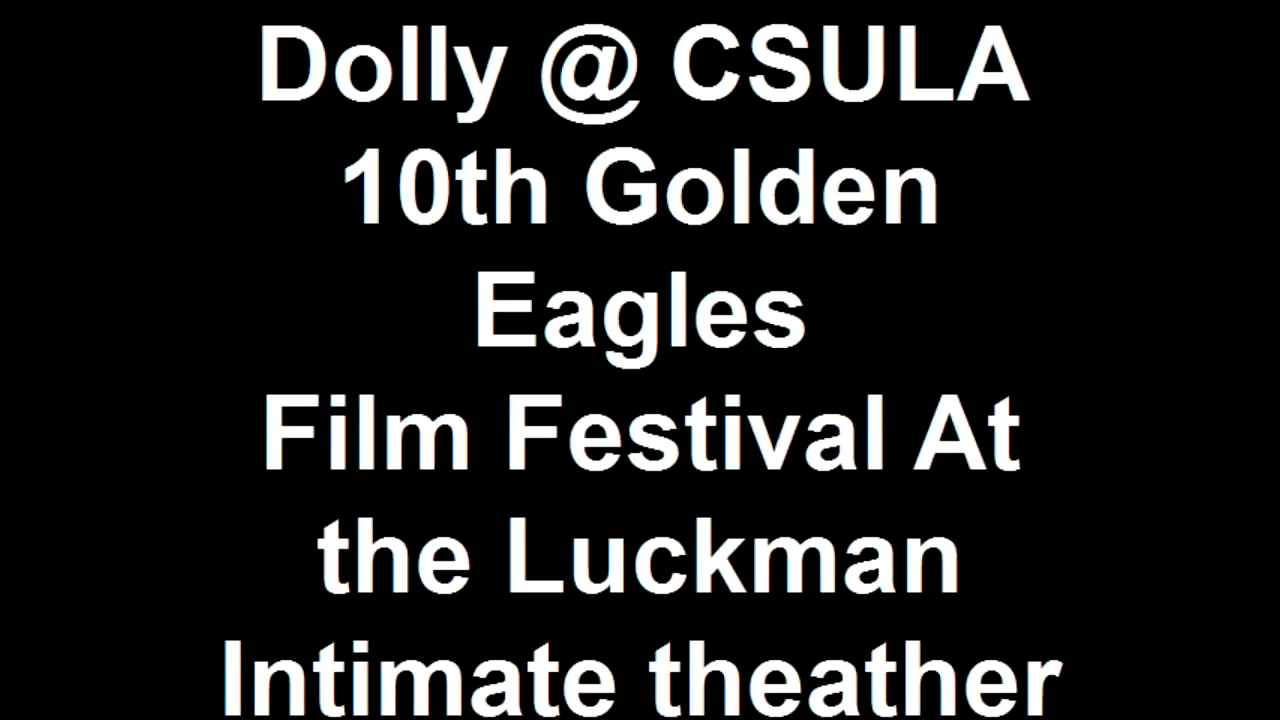 Dolly @ CSULA
10th Golden
Eagles
Film Festival At
the Luckman
Intimate theather